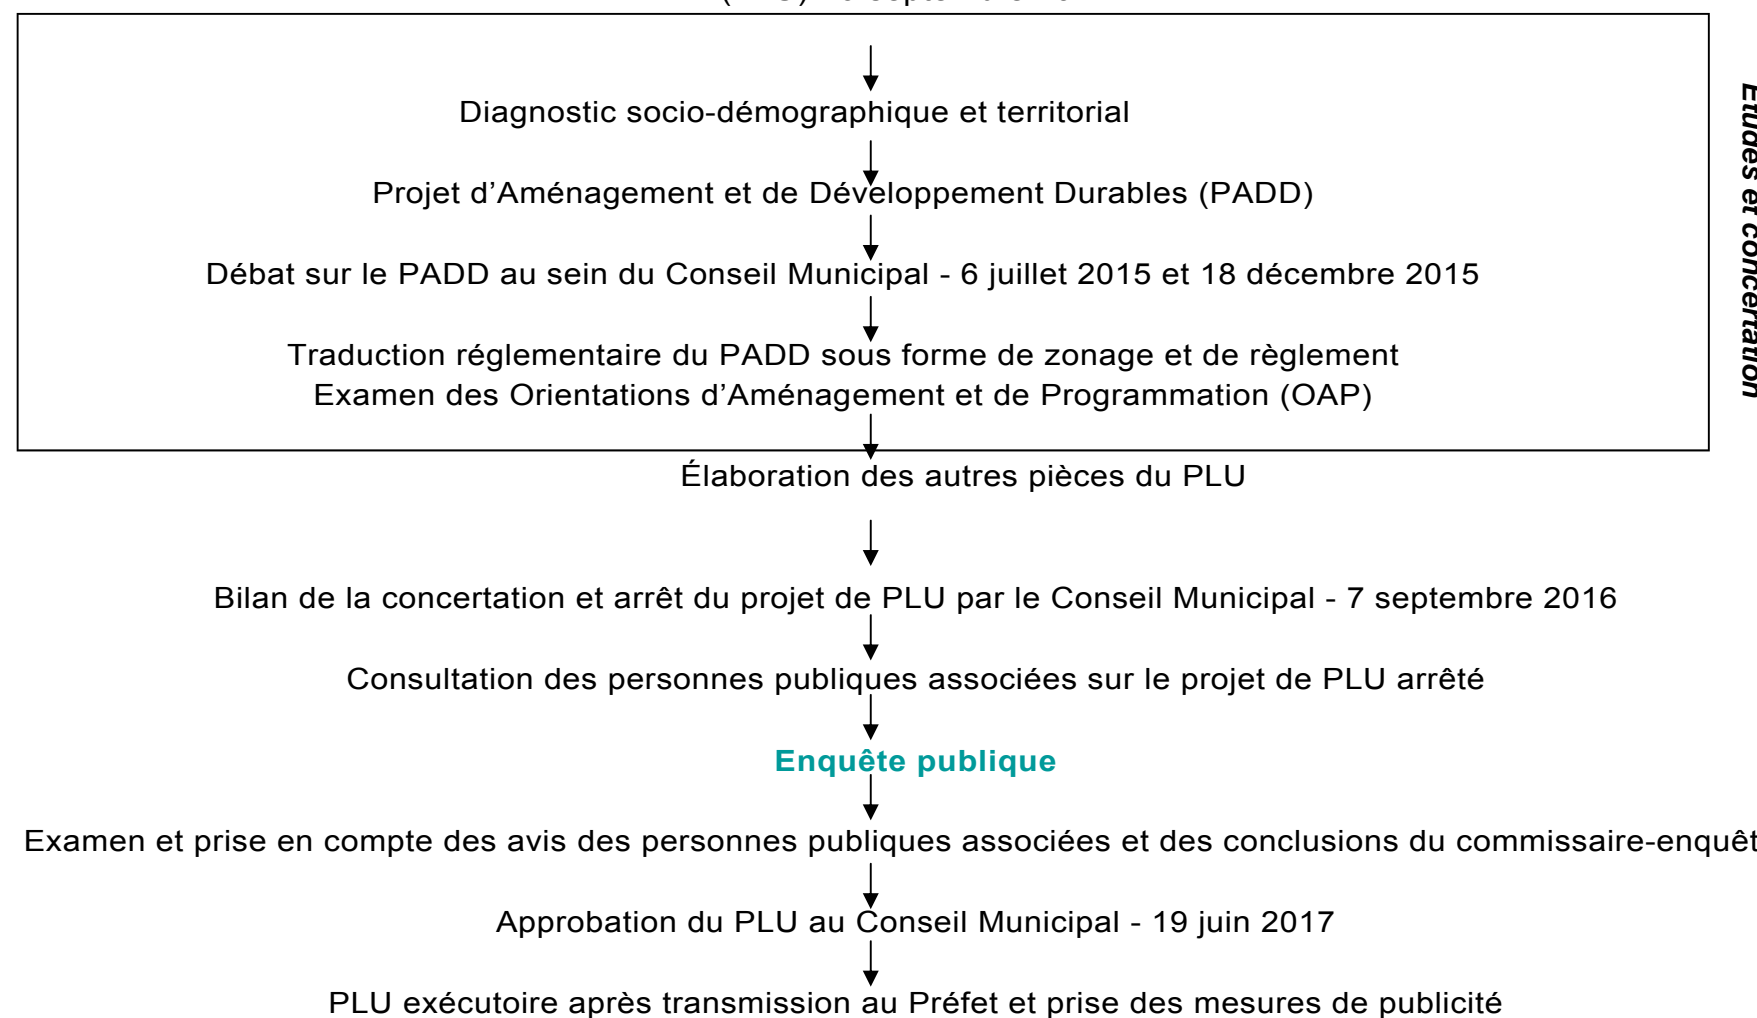 Diagnostic socio-démographique et territorial
Projet d’Aménagement et de Développement Durables (PADD)
Débat sur le PADD au sein du Conseil Municipal - 6 juillet 2015 et 18 décembre 2015
Traduction réglementaire du PADD sous forme de zonage et de règlement
Examen des Orientations d’Aménagement et de Programmation (OAP)
Études et concertation
Élaboration des autres pièces du PLU
Bilan de la concertation et arrêt du projet de PLU par le Conseil Municipal - 7 septembre 2016
Consultation des personnes publiques associées sur le projet de PLU arrêté
Enquête publique
Examen et prise en compte des avis des personnes publiques associées et des conclusions du commissaire-enquêt
Approbation du PLU au Conseil Municipal - 19 juin 2017
PLU exécutoire après transmission au Préfet et prise des mesures de publicité